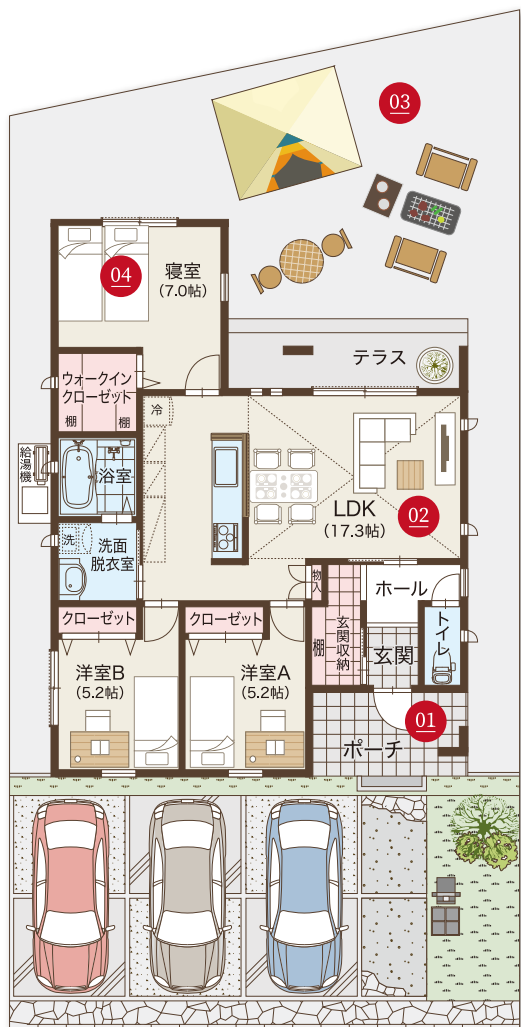 03
04
寝室
(7.0帖)
テラス
ウォークイン
クローゼット
棚
棚
冷
給湯機
浴室
LDK
(17.3帖)
02
洗
洗面
脱衣室
物入
ホール
クローゼット
クローゼット
玄関収納
棚
玄関
トイレ
洋室B
(5.2帖)
洋室A
(5.2帖)
01
ポーチ